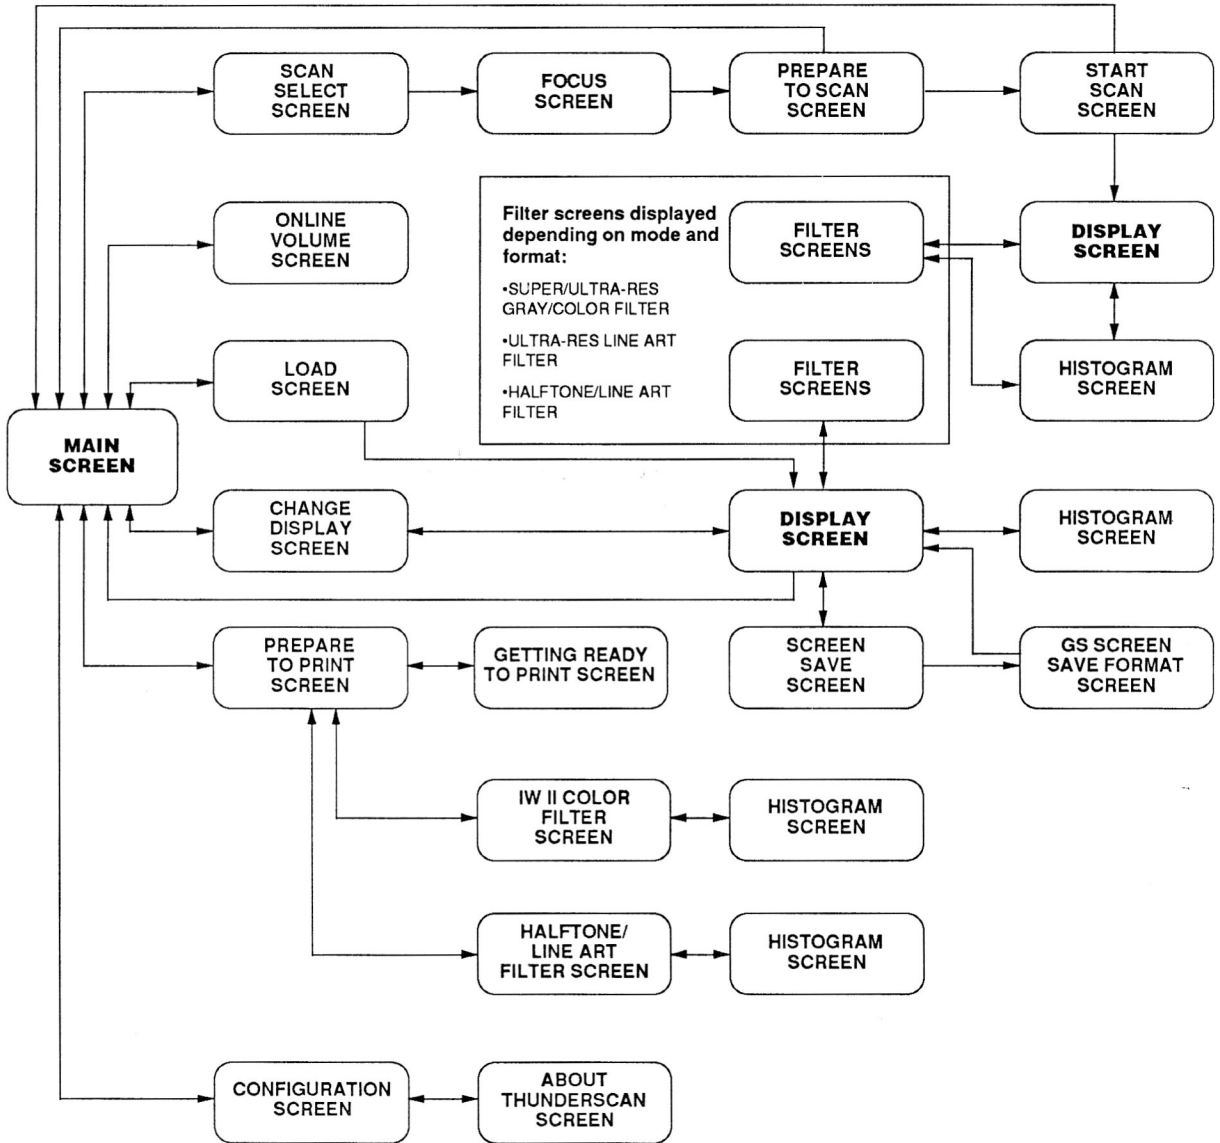 SCAN
SELECT
SCREEN
FOCUS
SCREEN
PREPARE
TO SCAN
SCREEN
START
SCAN
SCREEN
ONLINE
VOLUME
SCREEN
Filter screens displayed
depending on mode and
format:
•SUPER/ULTRA-RES
GRAY/COLOR FILTER
•ULTRA-RES LINE ART
FILTER
•HALFTONE/LINE ART
FILTER
FILTER
SCREENS
DISPLAY
SCREEN
LOAD
SCREEN
FILTER
SCREENS
HISTOGRAM
SCREEN
MAIN
SCREEN
CHANGE
DISPLAY
SCREEN
DISPLAY
SCREEN
HISTOGRAM
SCREEN
PREPARE
TO PRINT
SCREEN
GETTING READY
TO PRINT SCREEN
SCREEN
SAVE
SCREEN
GS SCREEN
SAVE FORMAT
SCREEN
IW II COLOR
FILTER
SCREEN
HISTOGRAM
SCREEN
HALFTONE/
LINE ART
FILTER SCREEN
HISTOGRAM
SCREEN
CONFIGURATION
SCREEN
ABOUT
THUNDERSCAN
SCREEN